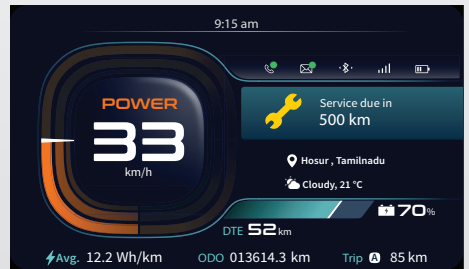 9:15 am
POWER
33
km/h
Service due in
500 km
Hosur , Tamilnadu
Cloudy, 21 °C
70%
DTE 52 km
Avg. 12.2 Wh/km
ODO 013614.3 km
Trip A 85 km